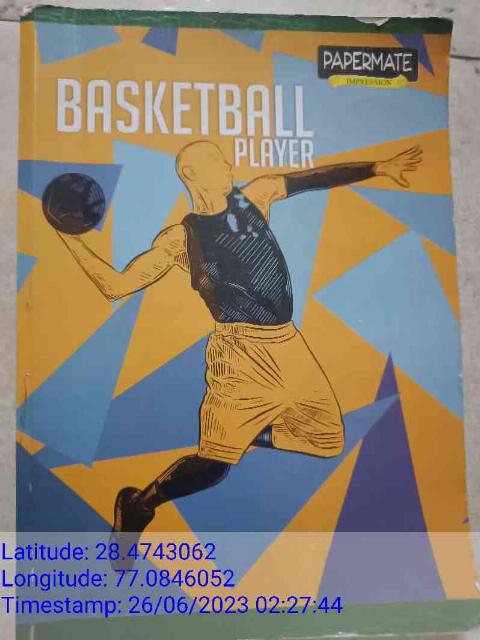 PAPERMATE
IMPRESSION
BASKETBALL
PLAYER
Latitude: 28.4743062
Longitude: 77.0846052
Timestamp: 26/06/2023 02:27:44